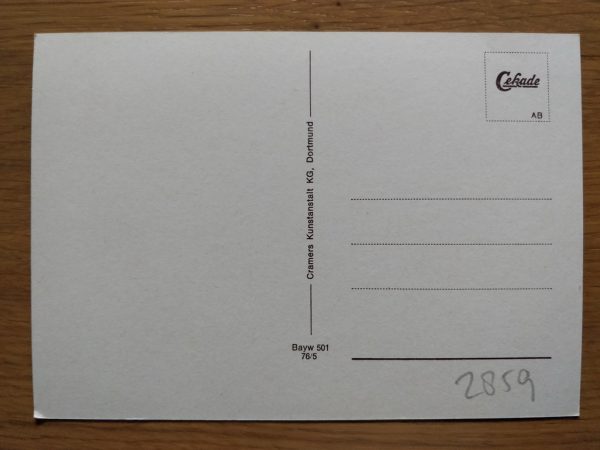 Cekade
AB
Cramers Kunstanstalt KG, Dortmund
Bayw 501
76/5
2859